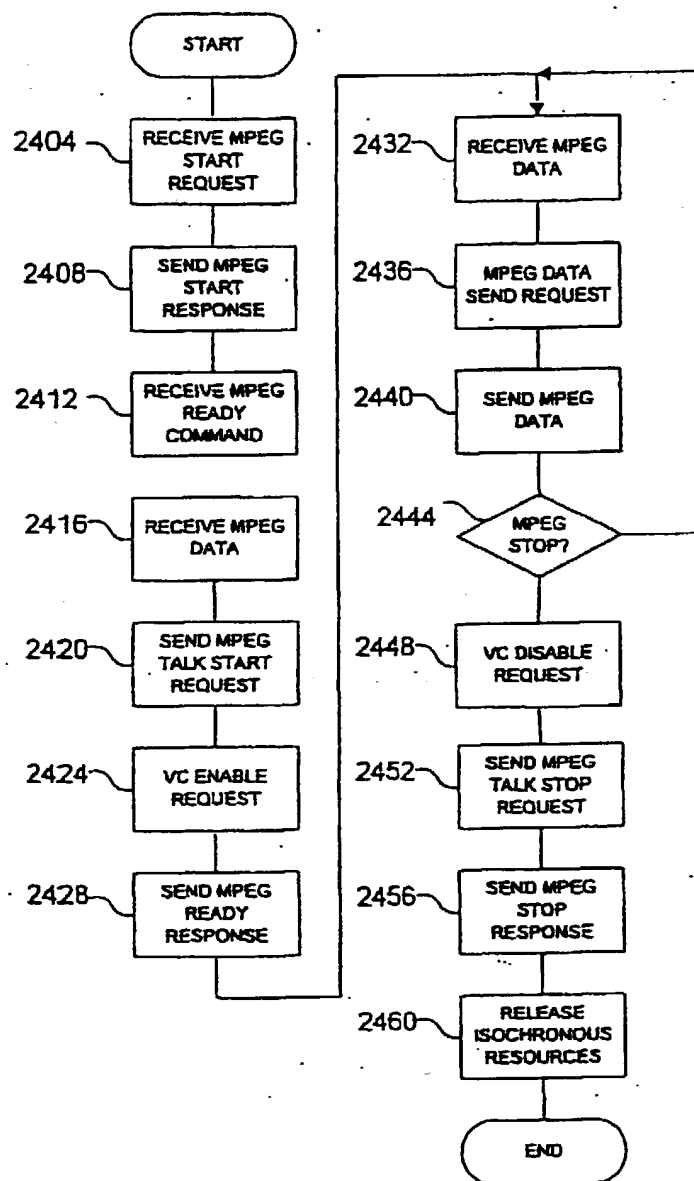 START
2404
RECEIVE MPEG
START
REQUEST
2408
SEND MPEG
START
RESPONSE
2412
RECEIVE MPEG
READY
COMMAND
2416
RECEIVE MPEG
DATA
2420
SEND MPEG
TALK START
REQUEST
2424
VC ENABLE
REQUEST
2428
SEND MPEG
READY
RESPONSE
2432
RECEIVE MPEG
DATA
2436
MPEG DATA
SEND REQUEST
2440
SEND MPEG
DATA
2444
MPEG
STOP?
2448
VC DISABLE
REQUEST
2452
SEND MPEG
TALK STOP
REQUEST
2456
SEND MPEG
STOP
RESPONSE
2460
RELEASE
ISOCHRONOUS
RESOURCES
END